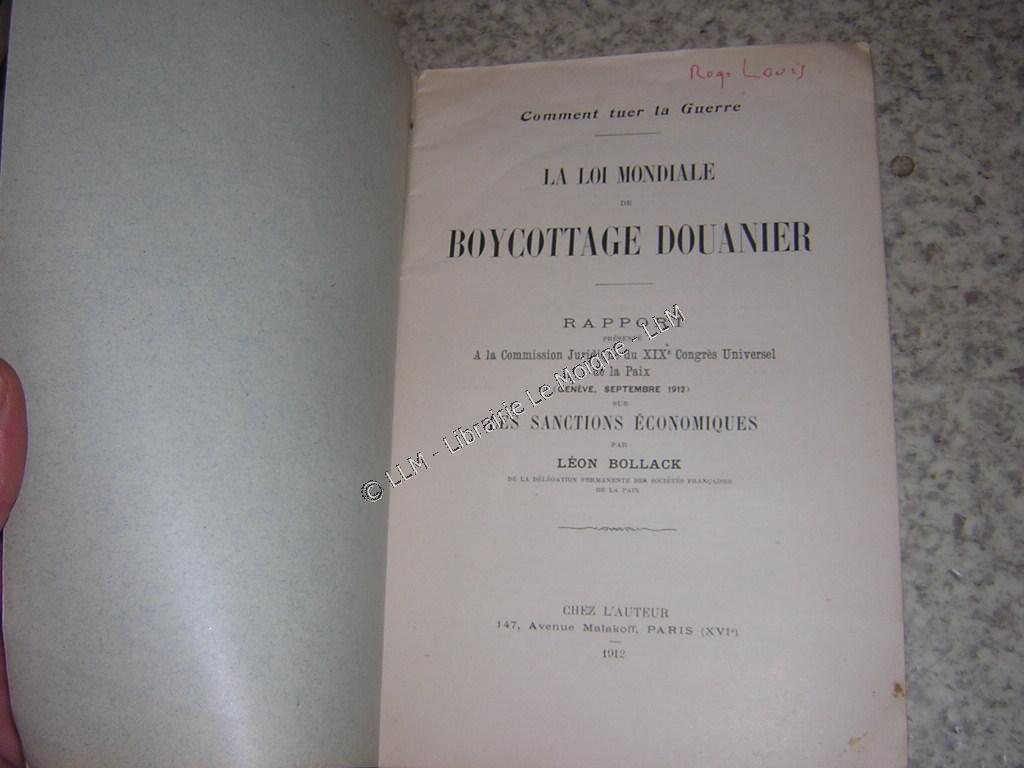 Roge Louis
Comment tuer la Guerre
LA LOI MONDIALE
DE
BOYCOTTAGE DOUANIER
RAPPORT
PRÉSENTÉ
A la Commission Juridique du XIXe Congrès Universel
de la Paix
(GENÈVE, SEPTEMBRE 1912)
SUR
LES SANCTIONS ÉCONOMIQUES
PAR
LÉON BOLLACK
DE LA DÉLÉGATION PERMANENTE DES SOCIÉTÉS FRANÇAISES
DE LA PAIX
CHEZ L'AUTEUR
147, Avenue Malakoff, PARIS (XVIe)
1912
© LLM - Librairie Le Moigne - LLM